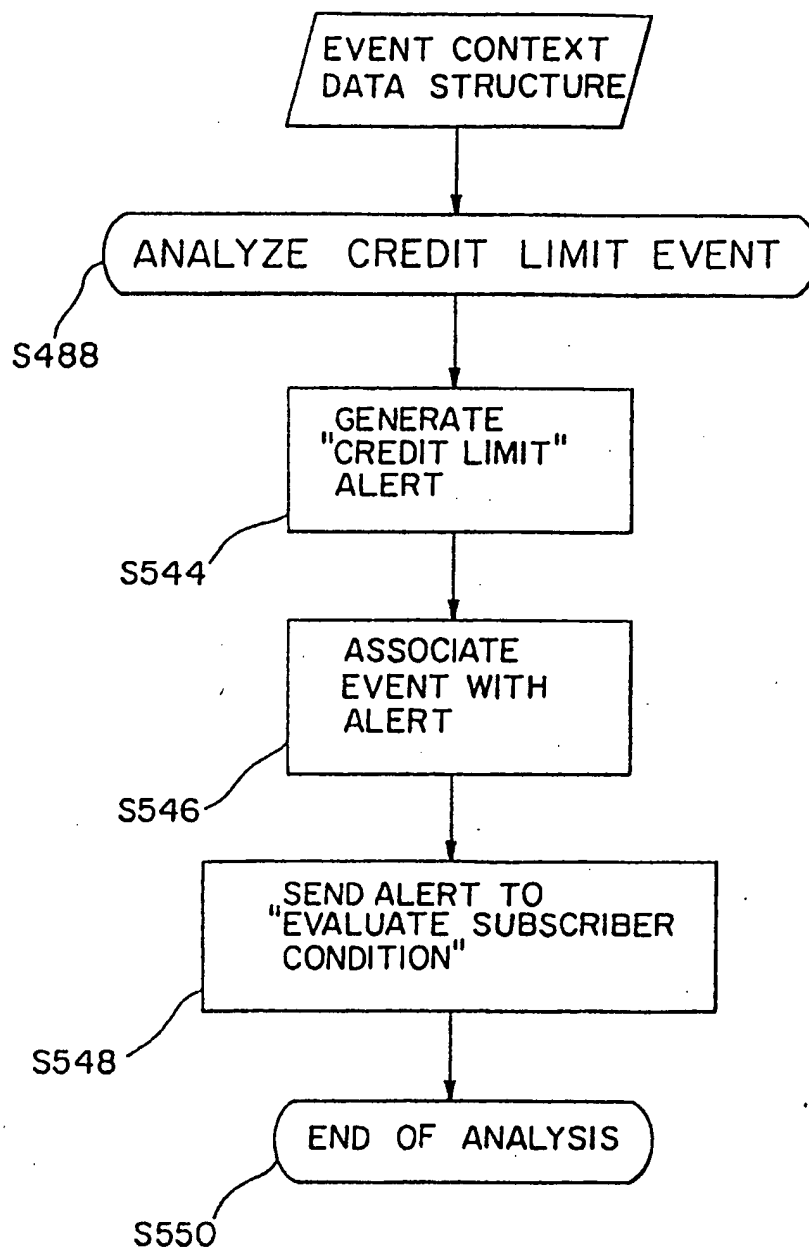 EVENT CONTEXT
DATA STRUCTURE
ANALYZE CREDIT LIMIT EVENT
S488
GENERATE
"CREDIT LIMIT"
ALERT
S544
ASSOCIATE
EVENT WITH
ALERT
S546
SEND ALERT TO
"EVALUATE SUBSCRIBER
CONDITION"
S548
END OF ANALYSIS
S550